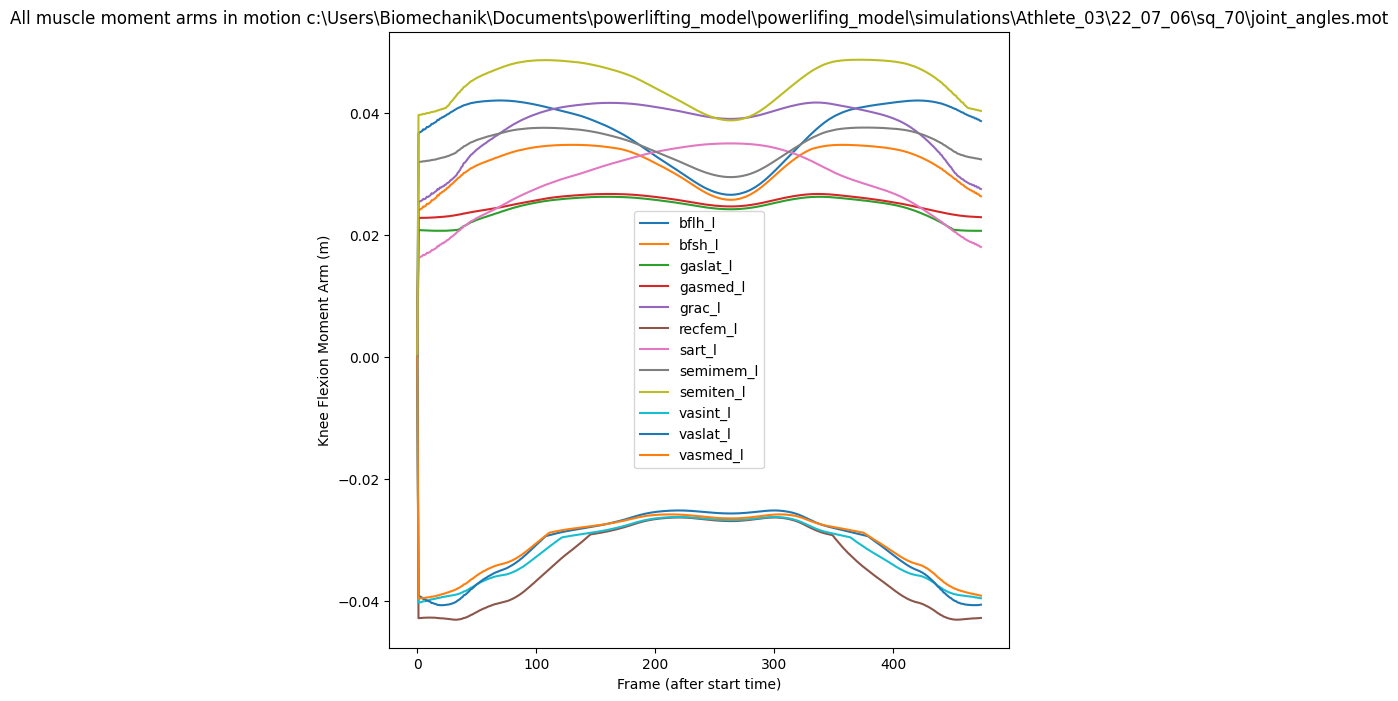 All muscle moment arms in motion c:\Users\Biomechanik\Documents\powerlifting_model\powerlifing_model\simulations\Athlete_03\22_07_06\sq_70\joint_angles.mot
Knee Flexion Moment Arm (m)
0.04
0.02
0.00
−0.02
−0.04
bflh_l
bfsh_l
gaslat_l
gasmed_l
grac_l
recfem_l
sart_l
semimem_l
semiten_l
vasint_l
vaslat_l
vasmed_l
0 100 200 300 400
Frame (after start time)